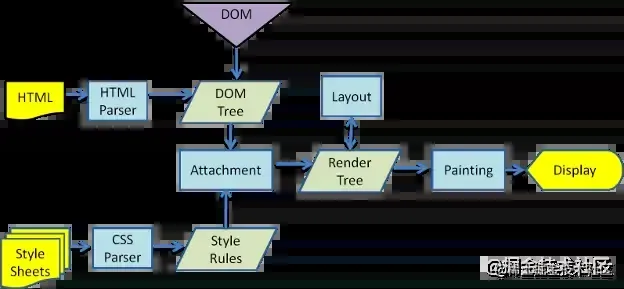 DOM
HTML
HTML
Parser
DOM
Tree
Layout
Attachment
Render
Tree
Painting
Display
Style
Sheets
CSS
Parser
Style
Rules
@稀土掘金技术社区